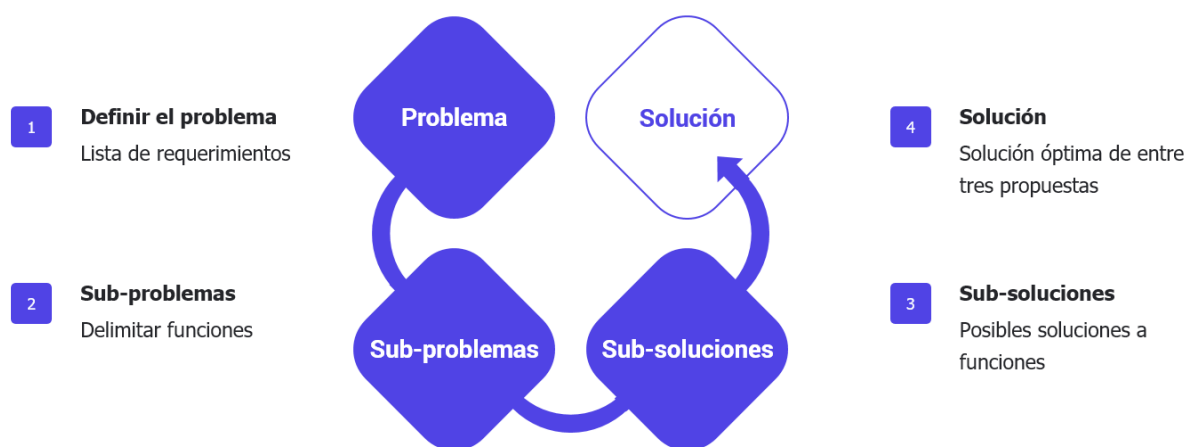 1
Definir el problema
Lista de requerimientos
2
Sub-problemas
Delimitar funciones
Problema
Solución
Sub-problemas
Sub-soluciones
4
Solución
Solución óptima de entre
tres propuestas
3
Sub-soluciones
Posibles soluciones a
funciones